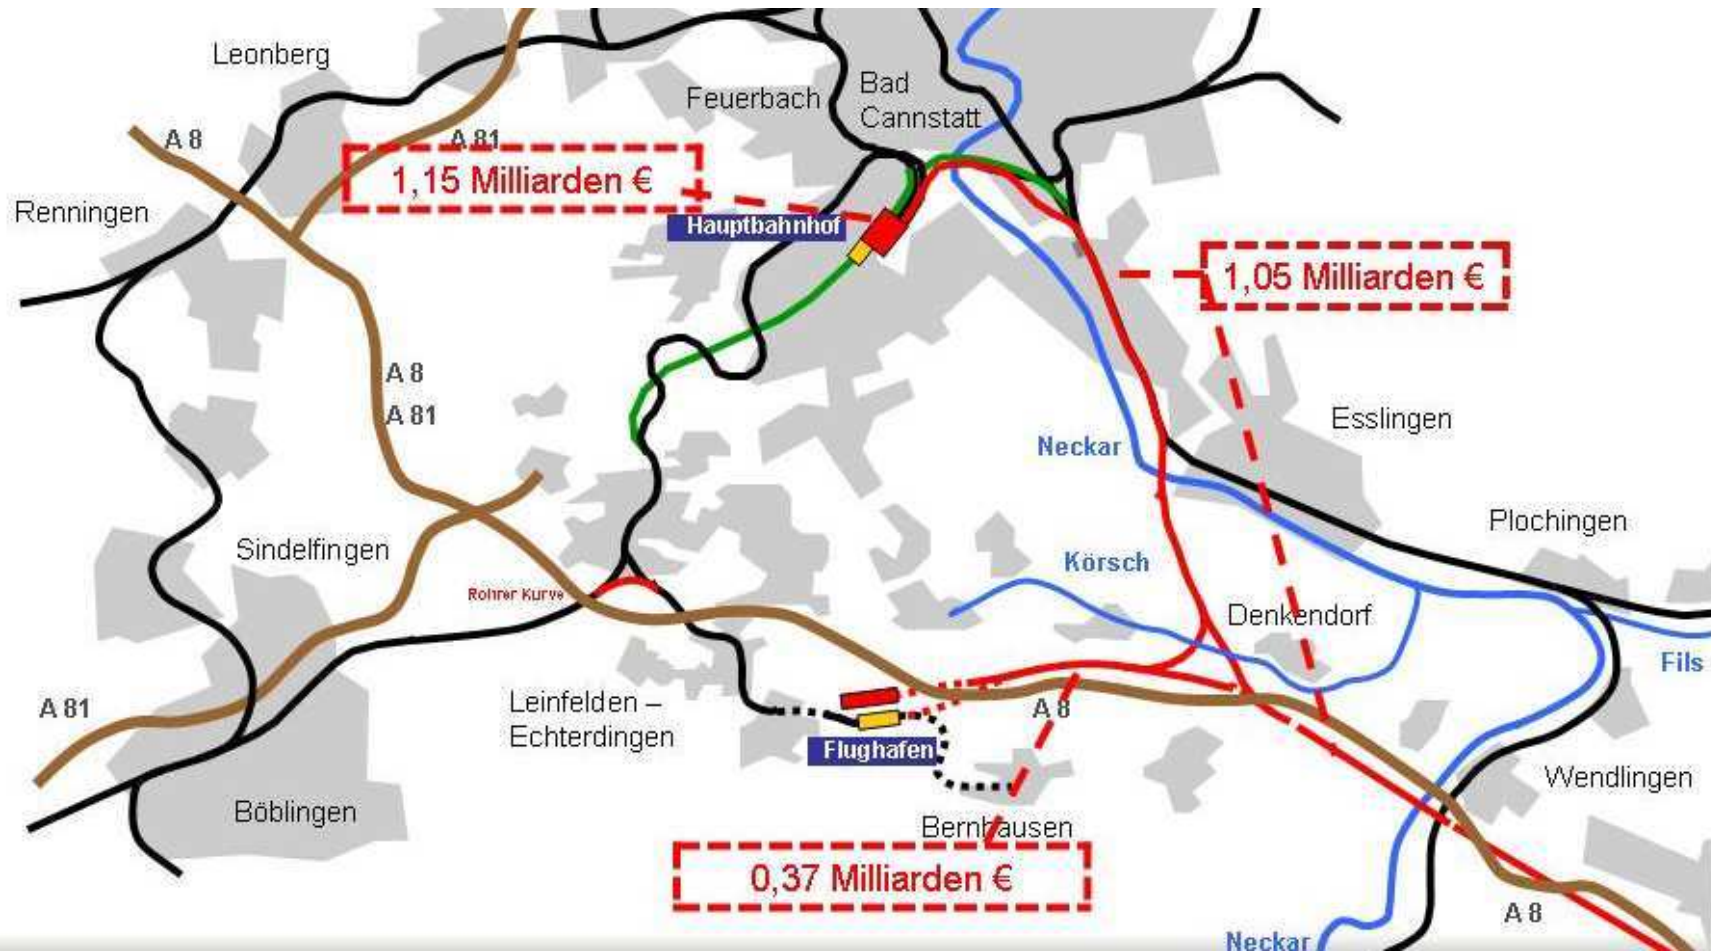 Leonberg
Feuerbach
Bad
Cannstatt
A 8
A 81
1,15 Milliarden €
Renningen
Hauptbahnhof
1,05 Milliarden €
A 8
A 81
Esslingen
Neckar
Plochingen
Sindelfingen
Körsch
Rohrer Kurve
Denkendorf
Fils
A 81
Leinfelden –
Echterdingen
A 8
Flughafen
Wendlingen
Böblingen
Bernhausen
0,37 Milliarden €
A 8
Neckar